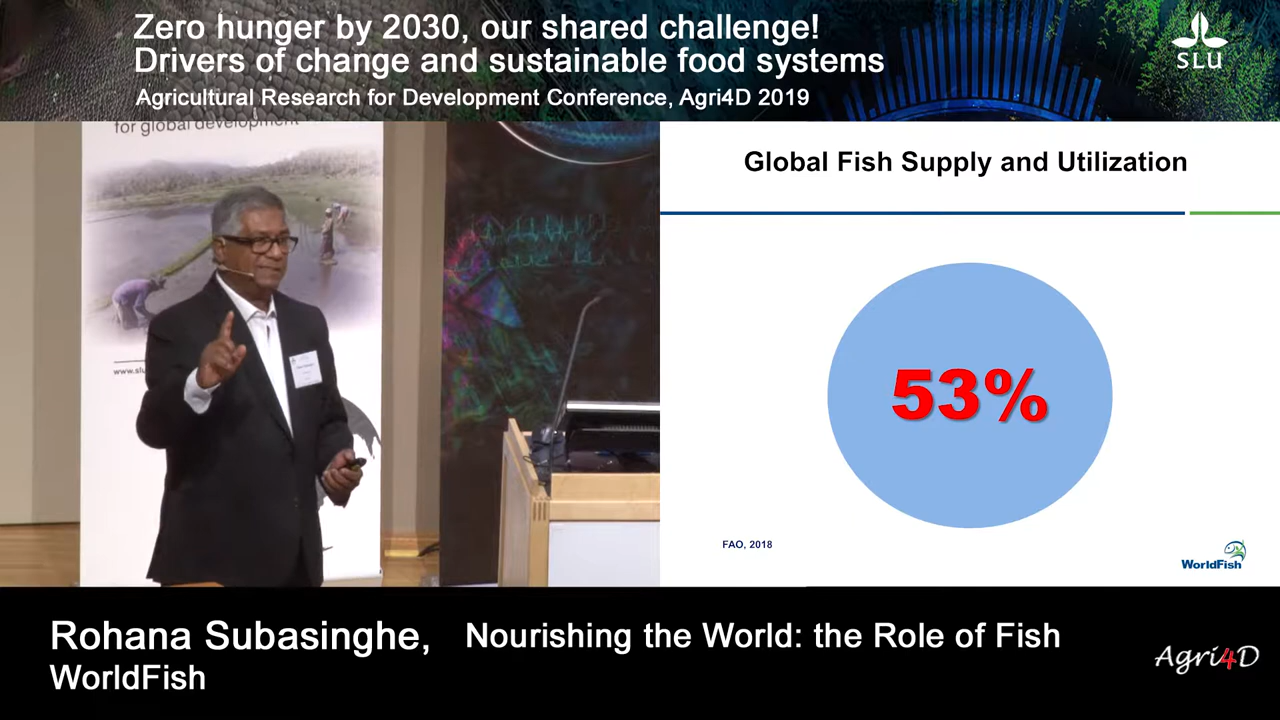 Zero hunger by 2030, our shared challenge!
Drivers of change and sustainable food systems
Agricultural Research for Development Conference, Agri4D 2019
SLU
for global development
www.slu
Global Fish Supply and Utilization
53%
FAO, 2018
WorldFish
Rohana Subasinghe,
WorldFish
Nourishing the World: the Role of Fish
Agri4D